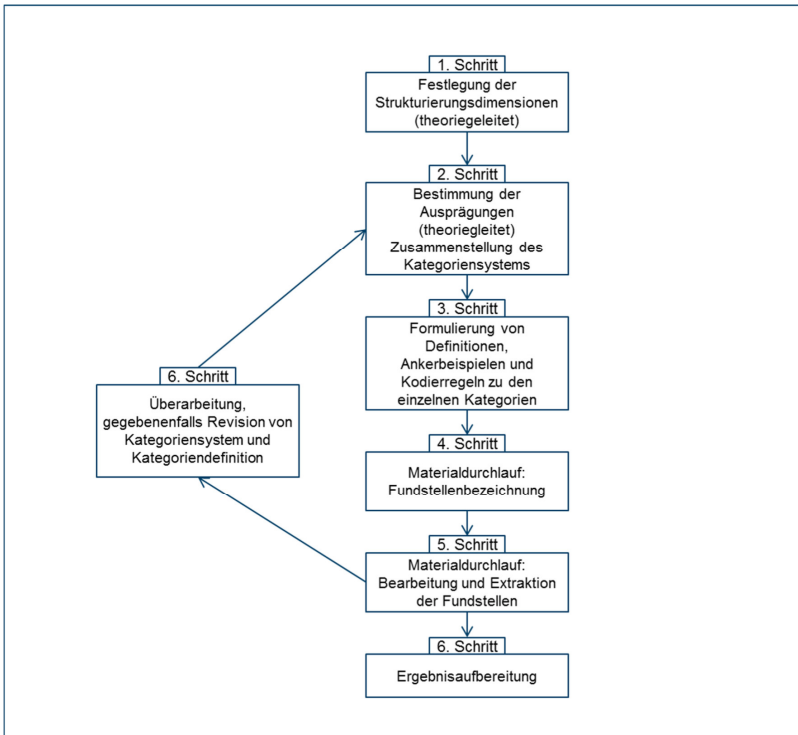 1. Schritt
Festlegung der
Strukturierungsdimensionen
(theoriegeleitet)
2. Schritt
Bestimmung der
Ausprägungen
(theoriegleitet)
Zusammenstellung des
Kategoriensystems
3. Schritt
Formulierung von
Definitionen,
Ankerbeispielen und
Kodierregeln zu den
einzelnen Kategorien
6. Schritt
Überarbeitung,
gegebenenfalls Revision von
Kategoriensystem und
Kategoriendefinition
4. Schritt
Materialdurchlauf:
Fundstellenbezeichnung
5. Schritt
Materialdurchlauf:
Bearbeitung und Extraktion
der Fundstellen
6. Schritt
Ergebnisaufbereitung